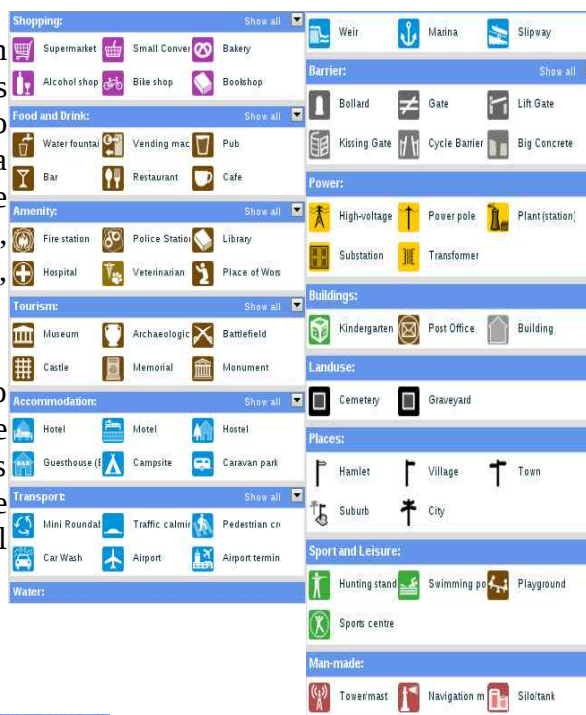 Shopping: Show all
Supermarket Small Conver Bakery
Alcohol shop Bike shop Bookshop
Food and Drink: Show all
Water fountai Vending mac Pub
Bar Restaurant Cafe
Amenity: Show all
Fire station Police Station Library
Hospital Veterinarian Place of Wors
Tourism: Show all
Museum Archaeologic Battlefield
Castle Memorial Monument
Accommodation: Show all
Hotel Motel Hostel
Guesthouse (B Campsite Caravan park
Transport: Show all
Mini Roundab Traffic calmin Pedestrian cro
Car Wash Airport Airport termin
Water:
Weir Marina Slipway
Barrier: Show all
Bollard Gate Lift Gate
Kissing Gate Cycle Barrier Big Concrete
Power:
High-voltage Power pole Plant (station)
Substation Transformer
Buildings:
Kindergarten Post Office Building
Landuse:
Cemetery Graveyard
Places:
Hamlet Village Town
Suburb City
Sport and Leisure:
Hunting stand Swimming po Playground
Sports centre
Man-made:
Tower/mast Navigation m Silo/tank